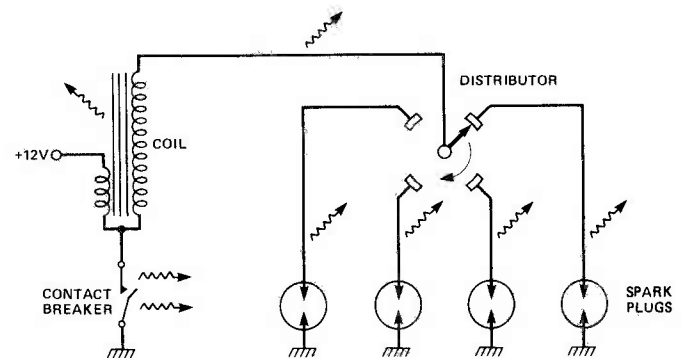 DISTRIBUTOR
COIL
+12V
CONTACT
BREAKER
SPARK
PLUGS